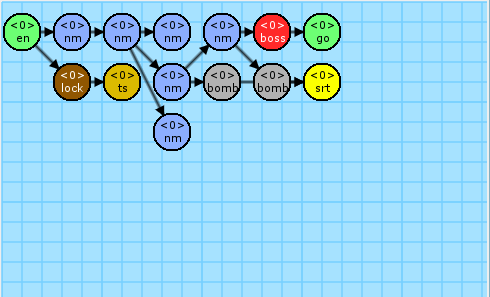 <0> <0> <0> <0> <0> <0> <0>
en nm nm nm nm boss go
<0> <0> <0> <0> <0> <0>
lock ts nm bomb bomb srt
<0>
nm